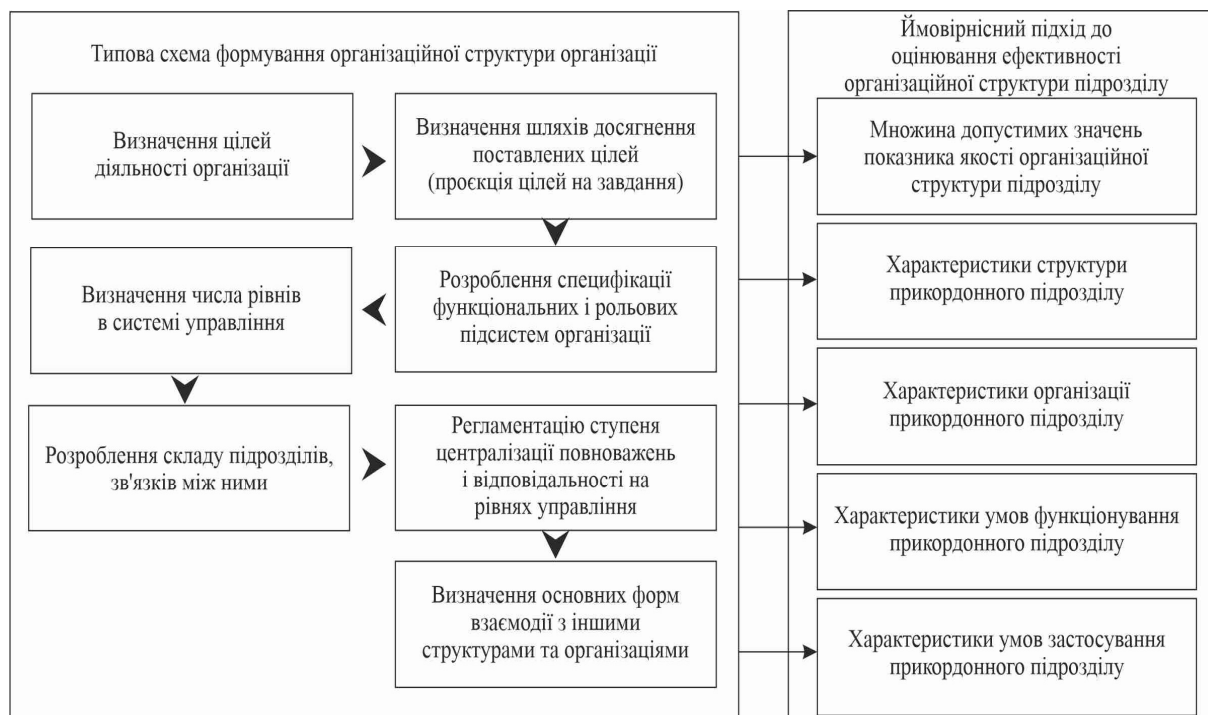 Типова схема формування організаційної структури організації
Визначення цілей
діяльності організації
Визначення шляхів досягнення
поставлених цілей
(проєкція цілей на завдання)
Розроблення специфікації
функціональних і рольових
підсистем організації
Визначення числа рівнів
в системі управління
Розроблення складу підрозділів,
зв'язків між ними
Регламентацію ступеня
централізації повноважень
і відповідальності на
рівнях управління
Визначення основних форм
взаємодії з іншими
структурами та організаціями
Ймовірнісний підхід до
оцінювання ефективності
організаційної структури підрозділу
Множина допустимих значень
показника якості організаційної
структури підрозділу
Характеристики структури
прикордонного підрозділу
Характеристики організації
прикордонного підрозділу
Характеристики умов функціонування
прикордонного підрозділу
Характеристики умов застосування
прикордонного підрозділу